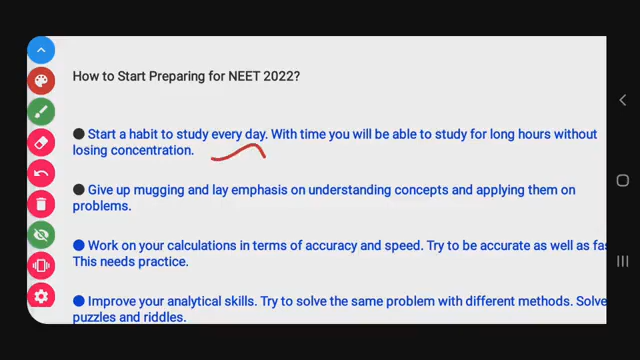 How to Start Preparing for NEET 2022?
● Start a habit to study every day. With time you will be able to study for long hours without
losing concentration.
● Give up mugging and lay emphasis on understanding concepts and applying them on
problems.
● Work on your calculations in terms of accuracy and speed. Try to be accurate as well as
This needs practice.
● Improve your analytical skills. Try to solve the same problem with different methods. Solve
puzzles and riddles.